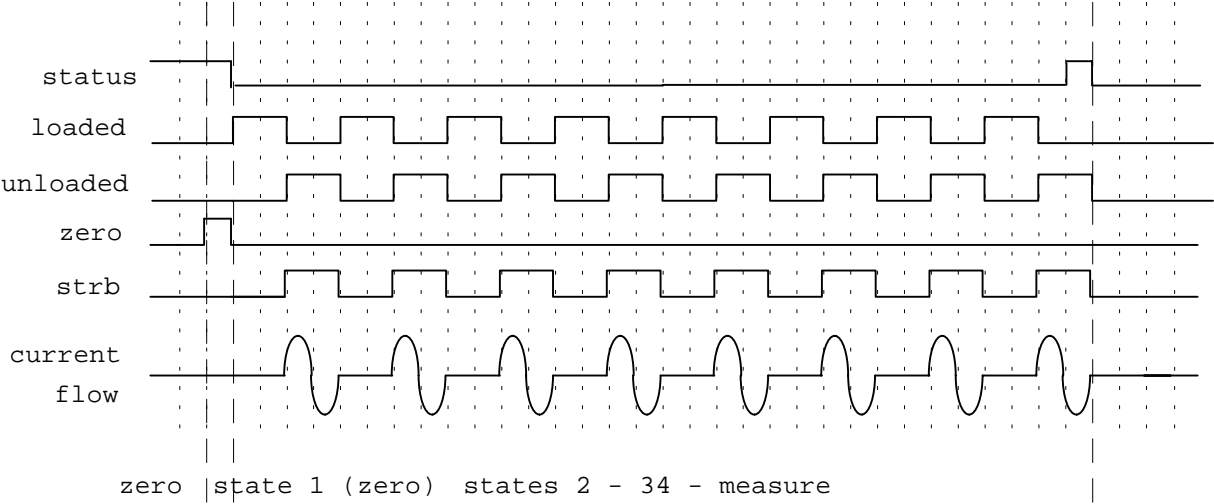 status
loaded
unloaded
zero
strb
current
flow
zero state 1 (zero) states 2 - 34 - measure